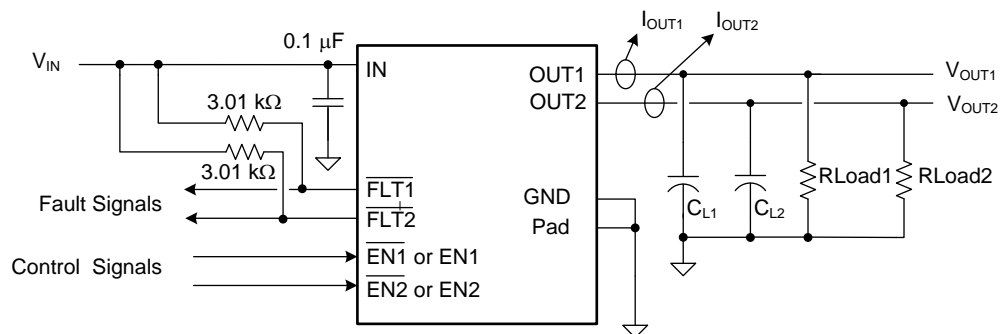 I_OUT1
I_OUT2
0.1 μF
V_IN
IN
OUT1
V_OUT1
OUT2
V_OUT2
3.01 kΩ
3.01 kΩ
FLT1
FLT2
Fault Signals
GND
Pad
C_L1
C_L2
RLoad1
RLoad2
EN1 or EN1
EN2 or EN2
Control Signals